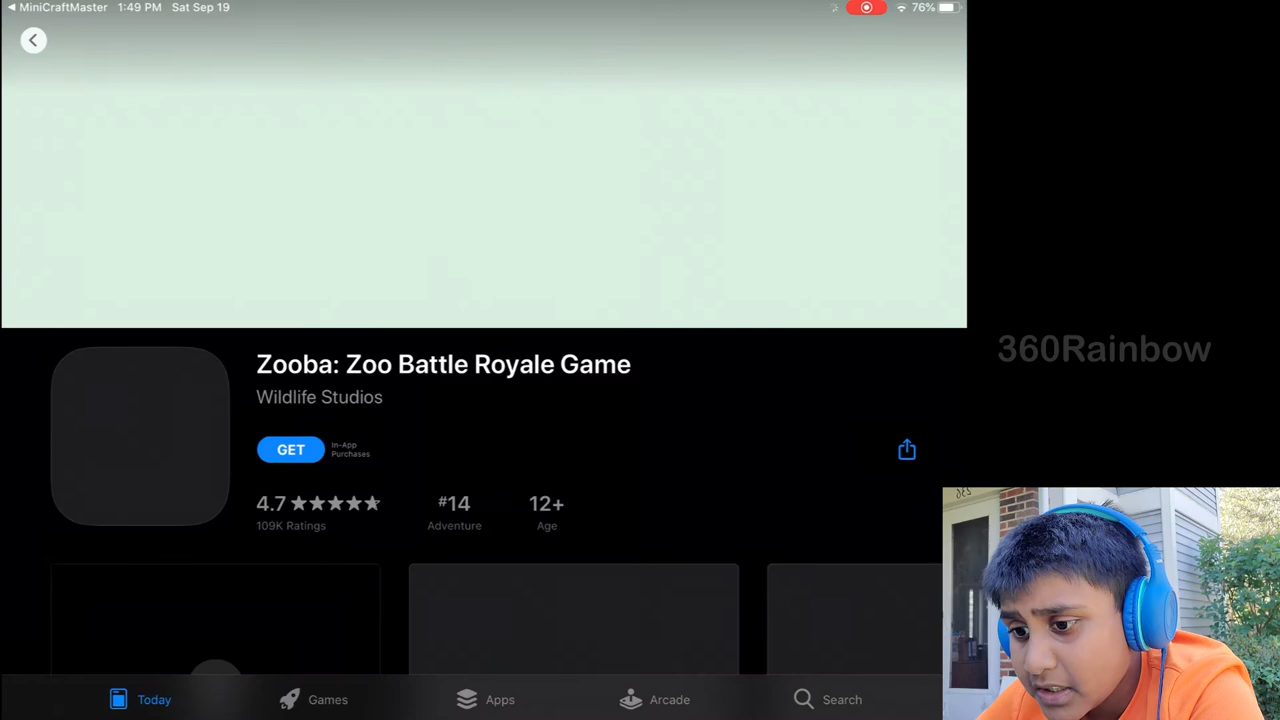 MiniCraftMaster 1:49 PM Sat Sep 19 76%
Zooba: Zoo Battle Royale Game
Wildlife Studios
360Rainbow
GET In-App
Purchases
4.7 #14 12+
109K Ratings Adventure Age
236
Today Games Apps Arcade Search